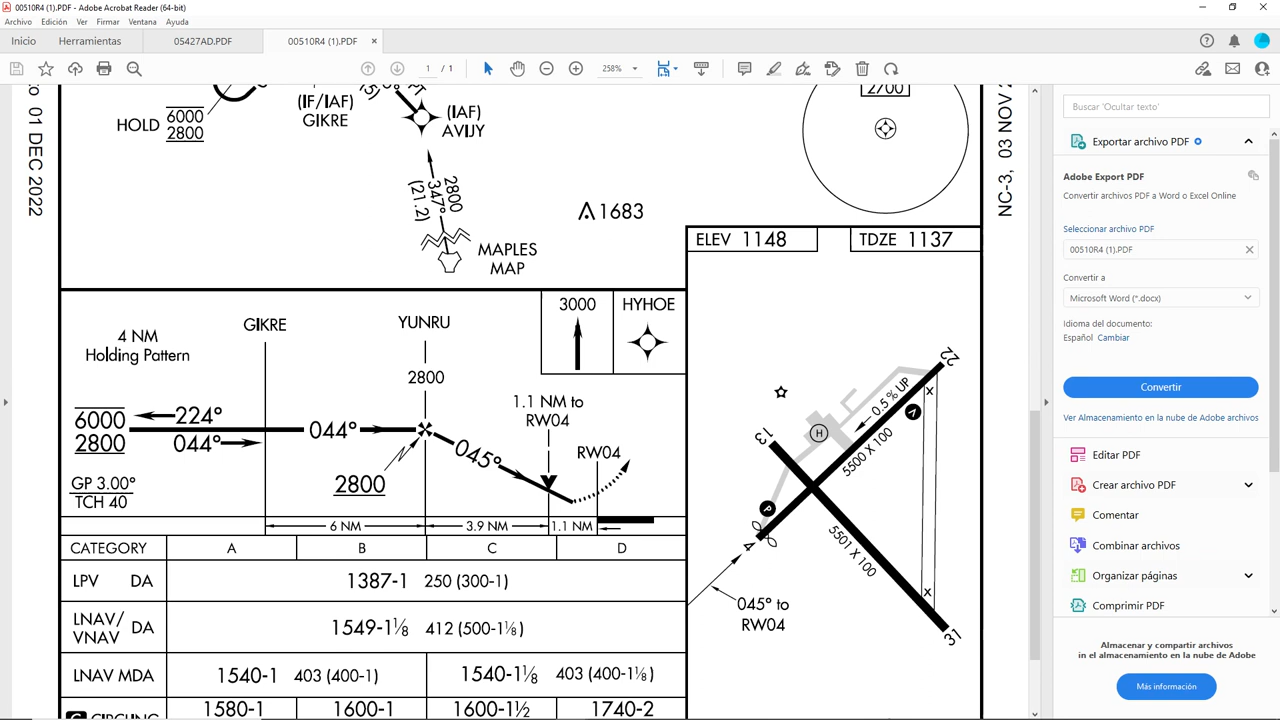 00510R4 (1).PDF - Adobe Acrobat Reader (64-bit)
Archivo Edición Ver Firmar Ventana Ayuda
Inicio Herramientas 05427AD.PDF 00510R4 (1).PDF
1 / 1 258%
01 DEC 2022
HOLD 6000
2800
(IF/IAF)
GIKRE
(IAF)
AVIJY
2800
347°
(21.2)
MAPLES
MAP
1683
2700
NC-3, 03 NOV
ELEV 1148 TDZE 1137
4 NM
Holding Pattern
GIKRE
YUNRU
2800
3000
HYHOE
1.1 NM to
RW04
RW04
6000
2800
224°
044°
044°
045°
2800
GP 3.00°
TCH 40
6 NM 3.9 NM 1.1 NM
CATEGORY A B C D
LPV DA 1387-1 250 (300-1)
LNAV/
VNAV DA 1549-1⅛ 412 (500-1⅛)
LNAV MDA 1540-1 403 (400-1) 1540-1⅛ 403 (400-1⅛)
C CIRCLING 1580-1 1600-1 1600-1½ 1740-2
22
0.5% UP
A
X
H
13
5500 X 100
P
4
5501 X 100
X
31
045° to
RW04
Buscar 'Ocultar texto'
Exportar archivo PDF
Adobe Export PDF
Convertir archivos PDF a Word o Excel Online
Seleccionar archivo PDF
00510R4 (1).PDF
Convertir a
Microsoft Word (*.docx)
Idioma del documento:
Español Cambiar
Convertir
Ver Almacenamiento en la nube de Adobe archivos
Editar PDF
Crear archivo PDF
Comentar
Combinar archivos
Organizar páginas
Comprimir PDF
Almacenar y compartir archivos
in el almacenamiento en la nube de Adobe
Más información